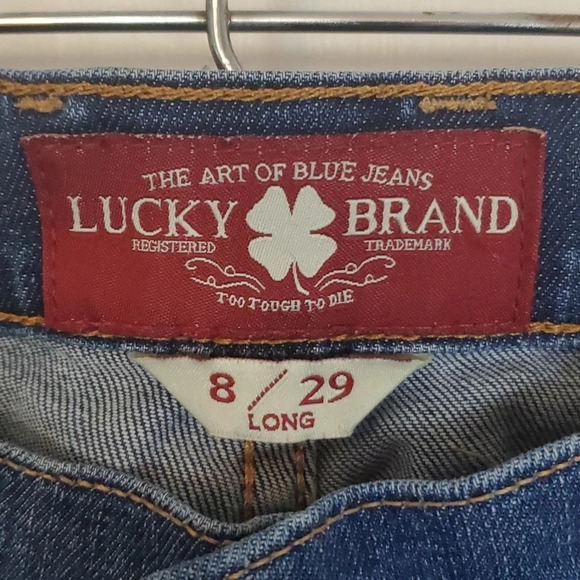 THE ART OF BLUE JEANS
LUCKY BRAND
REGISTERED TRADEMARK
TOO TOUGH TO DIE
8 / 29
LONG